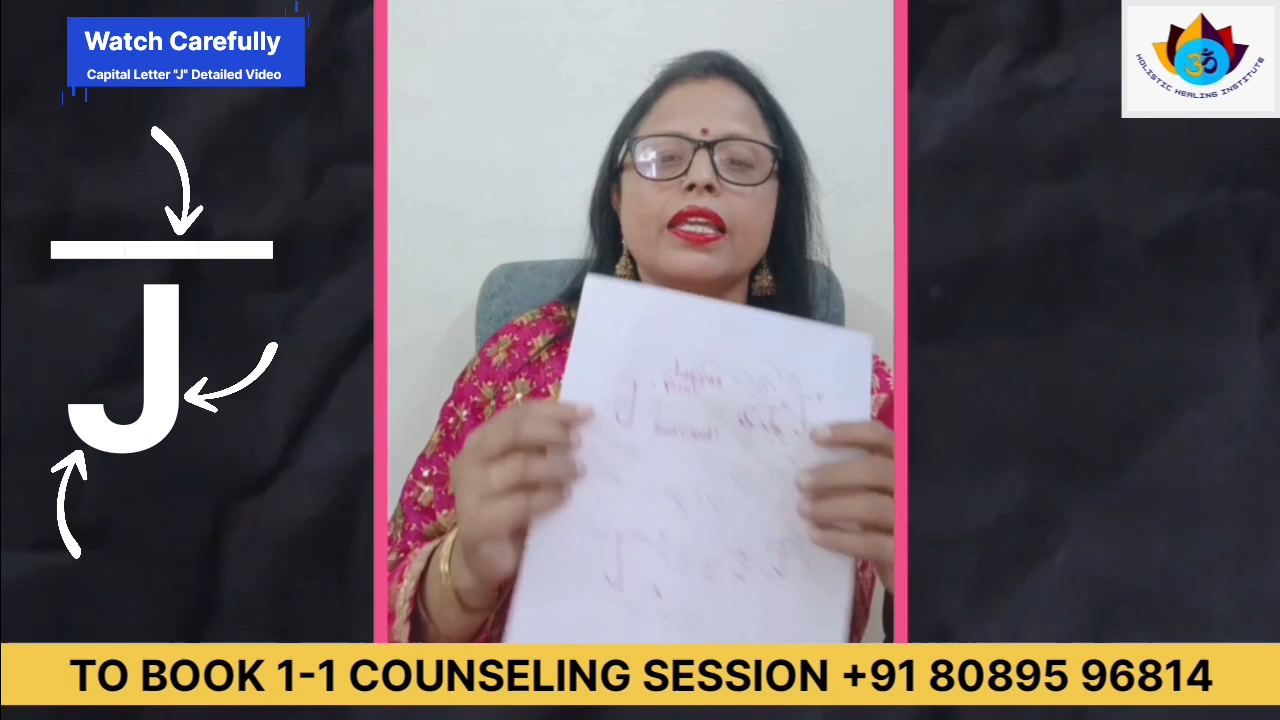 Watch Carefully
Capital Letter "J" Detailed Video
J
HOLISTIC HEALING INSTITUTE
ॐ
TO BOOK 1-1 COUNSELING SESSION +91 80895 96814